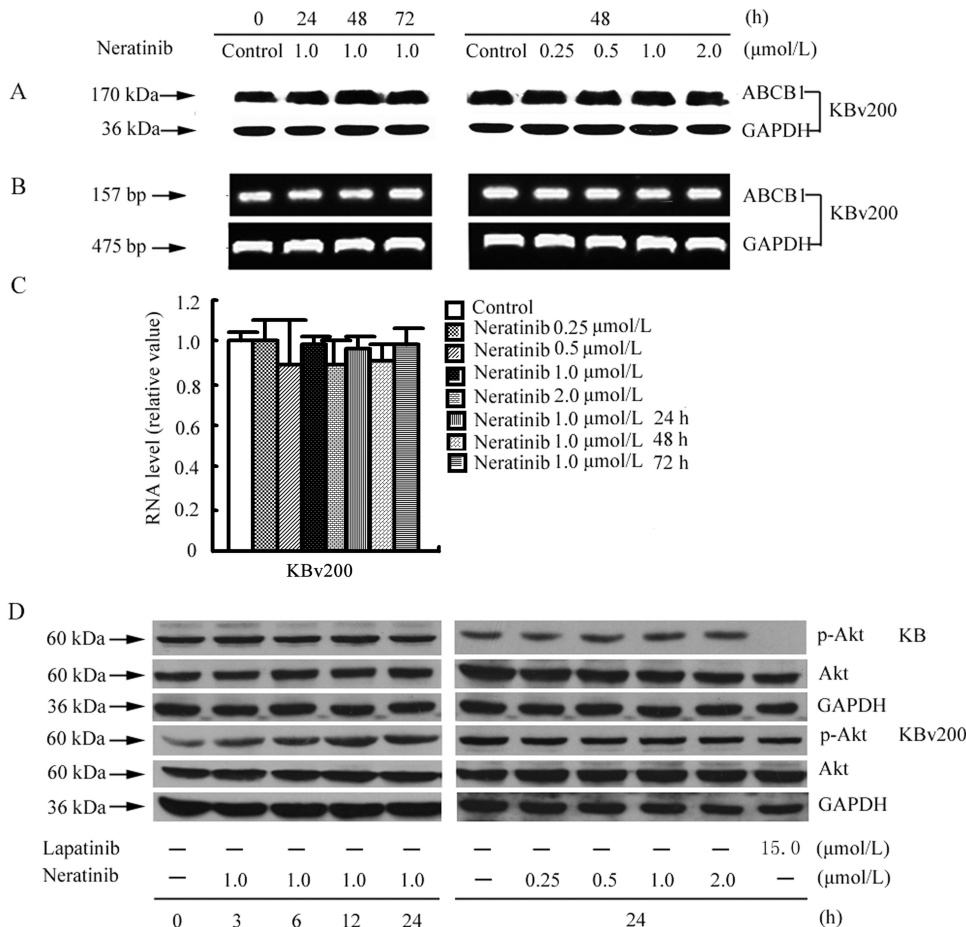 0 24 48 72 48 (h)
Neratinib Control 1.0 1.0 1.0 Control 0.25 0.5 1.0 2.0 (μmol/L)
A
170 kDa ABCB1
KBv200
36 kDa GAPDH
B
157 bp ABCB1
KBv200
475 bp GAPDH
C
1.2
1.0
0.8
0.6
0.4
0.2
0
RNA level (relative value)
KBv200
Control
Neratinib 0.25 μmol/L
Neratinib 0.5 μmol/L
Neratinib 1.0 μmol/L
Neratinib 2.0 μmol/L
Neratinib 1.0 μmol/L 24 h
Neratinib 1.0 μmol/L 48 h
Neratinib 1.0 μmol/L 72 h
D
60 kDa p-Akt KB
60 kDa Akt
36 kDa GAPDH
60 kDa p-Akt KBv200
60 kDa Akt
36 kDa GAPDH
Lapatinib – – – – – – – – – – 15.0 (μmol/L)
Neratinib – 1.0 1.0 1.0 1.0 – 0.25 0.5 1.0 2.0 – (μmol/L)
0 3 6 12 24 24 (h)